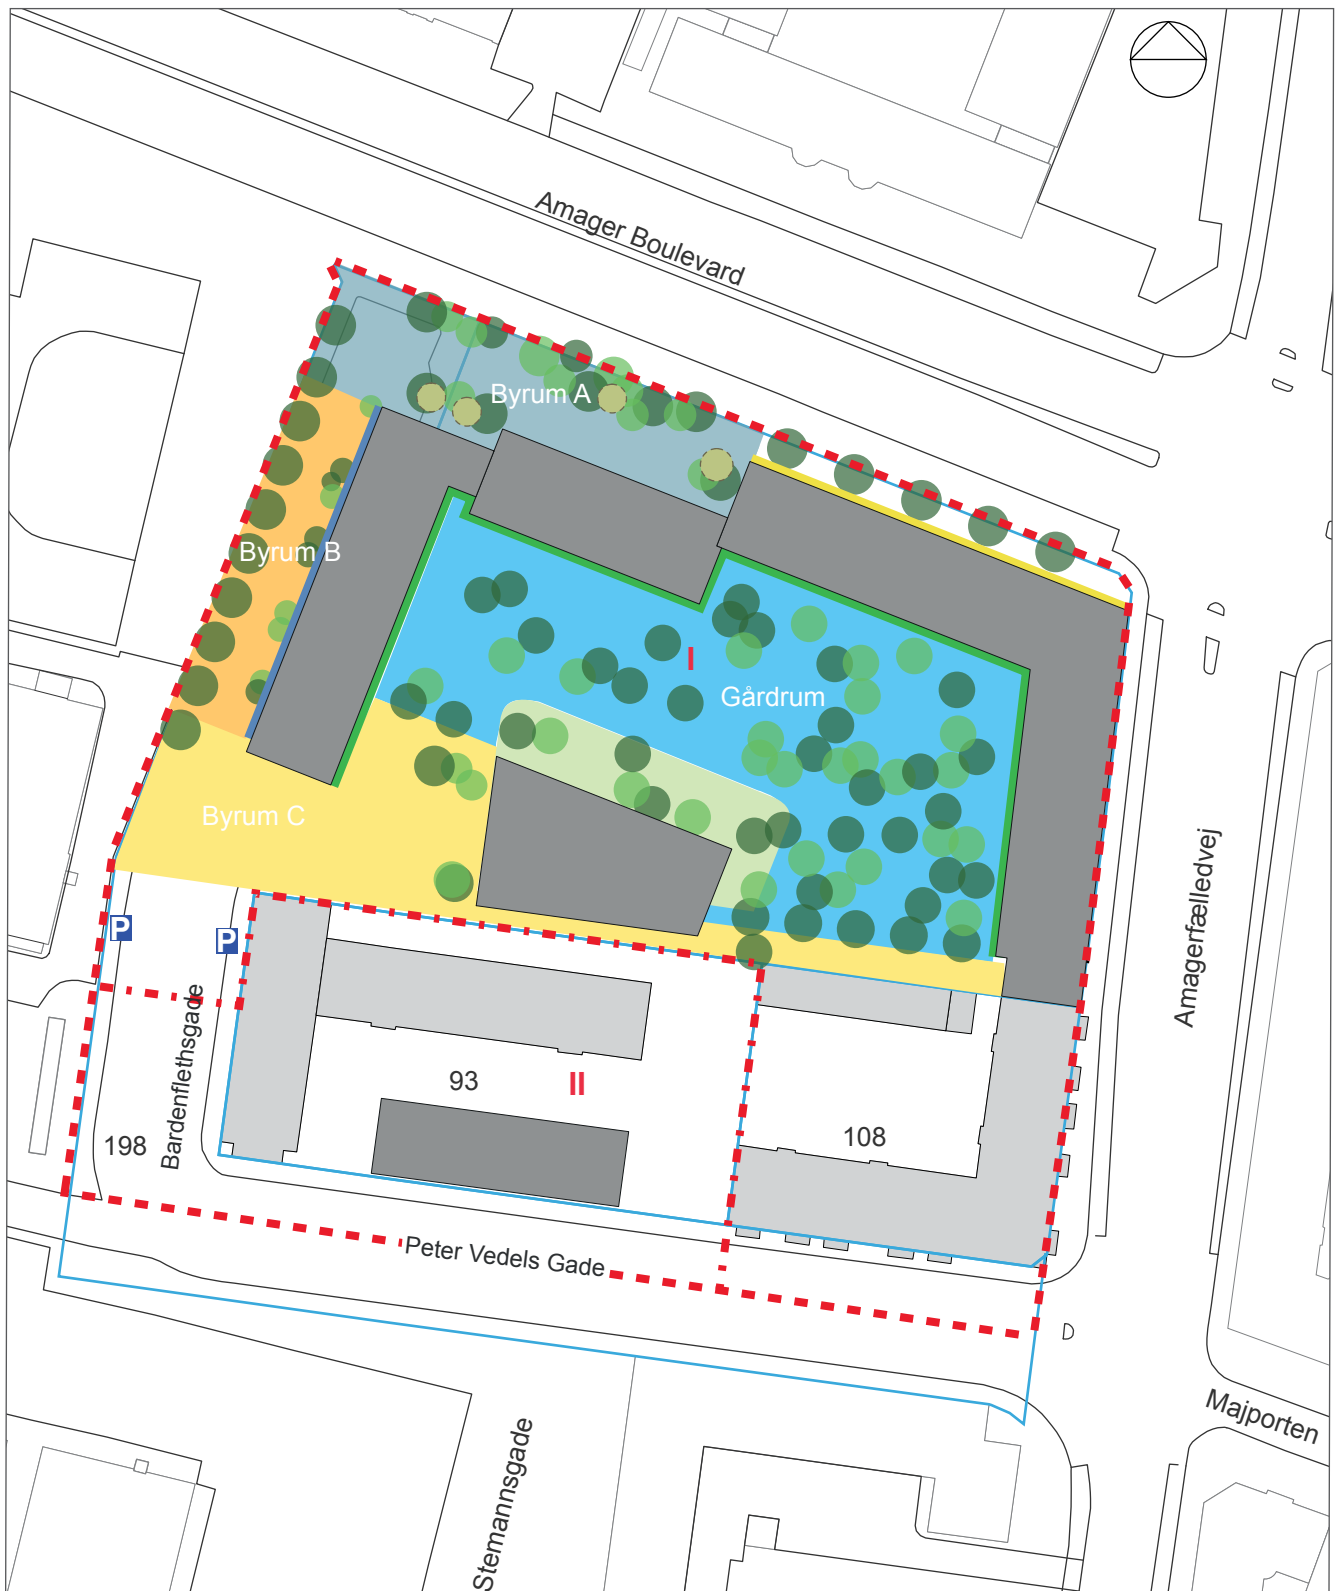 Amager Boulevard
Byrum A
Byrum B
I
Gårdrum
Byrum C
Amagerfælledvej
P
P
Bardenflethsgade
93
II
108
198
Peter Vedels Gade
Majporten
Stemannsgade